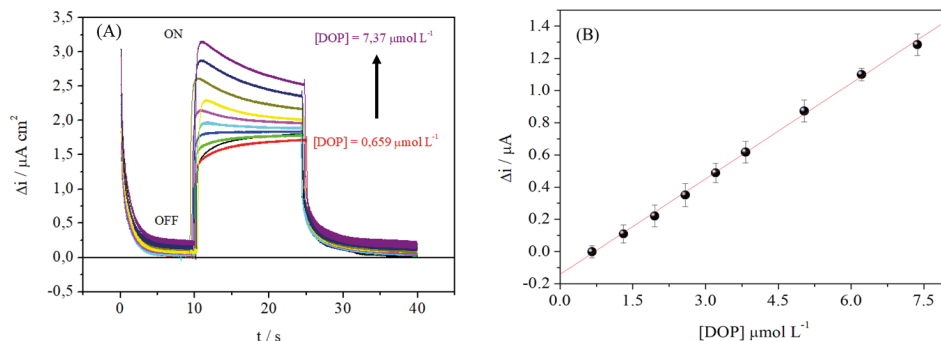 (A)
ON
[DOP] = 7,37 μmol L⁻¹
[DOP] = 0,659 μmol L⁻¹
OFF
Δi / μA cm²
3,5
3,0
2,5
2,0
1,5
1,0
0,5
0,0
-0,5
0 10 20 30 40
t / s
(B)
Δi / μA
1.4
1.2
1.0
0.8
0.6
0.4
0.2
0.0
-0.2
0.0 1.5 3.0 4.5 6.0 7.5
[DOP] μmol L⁻¹